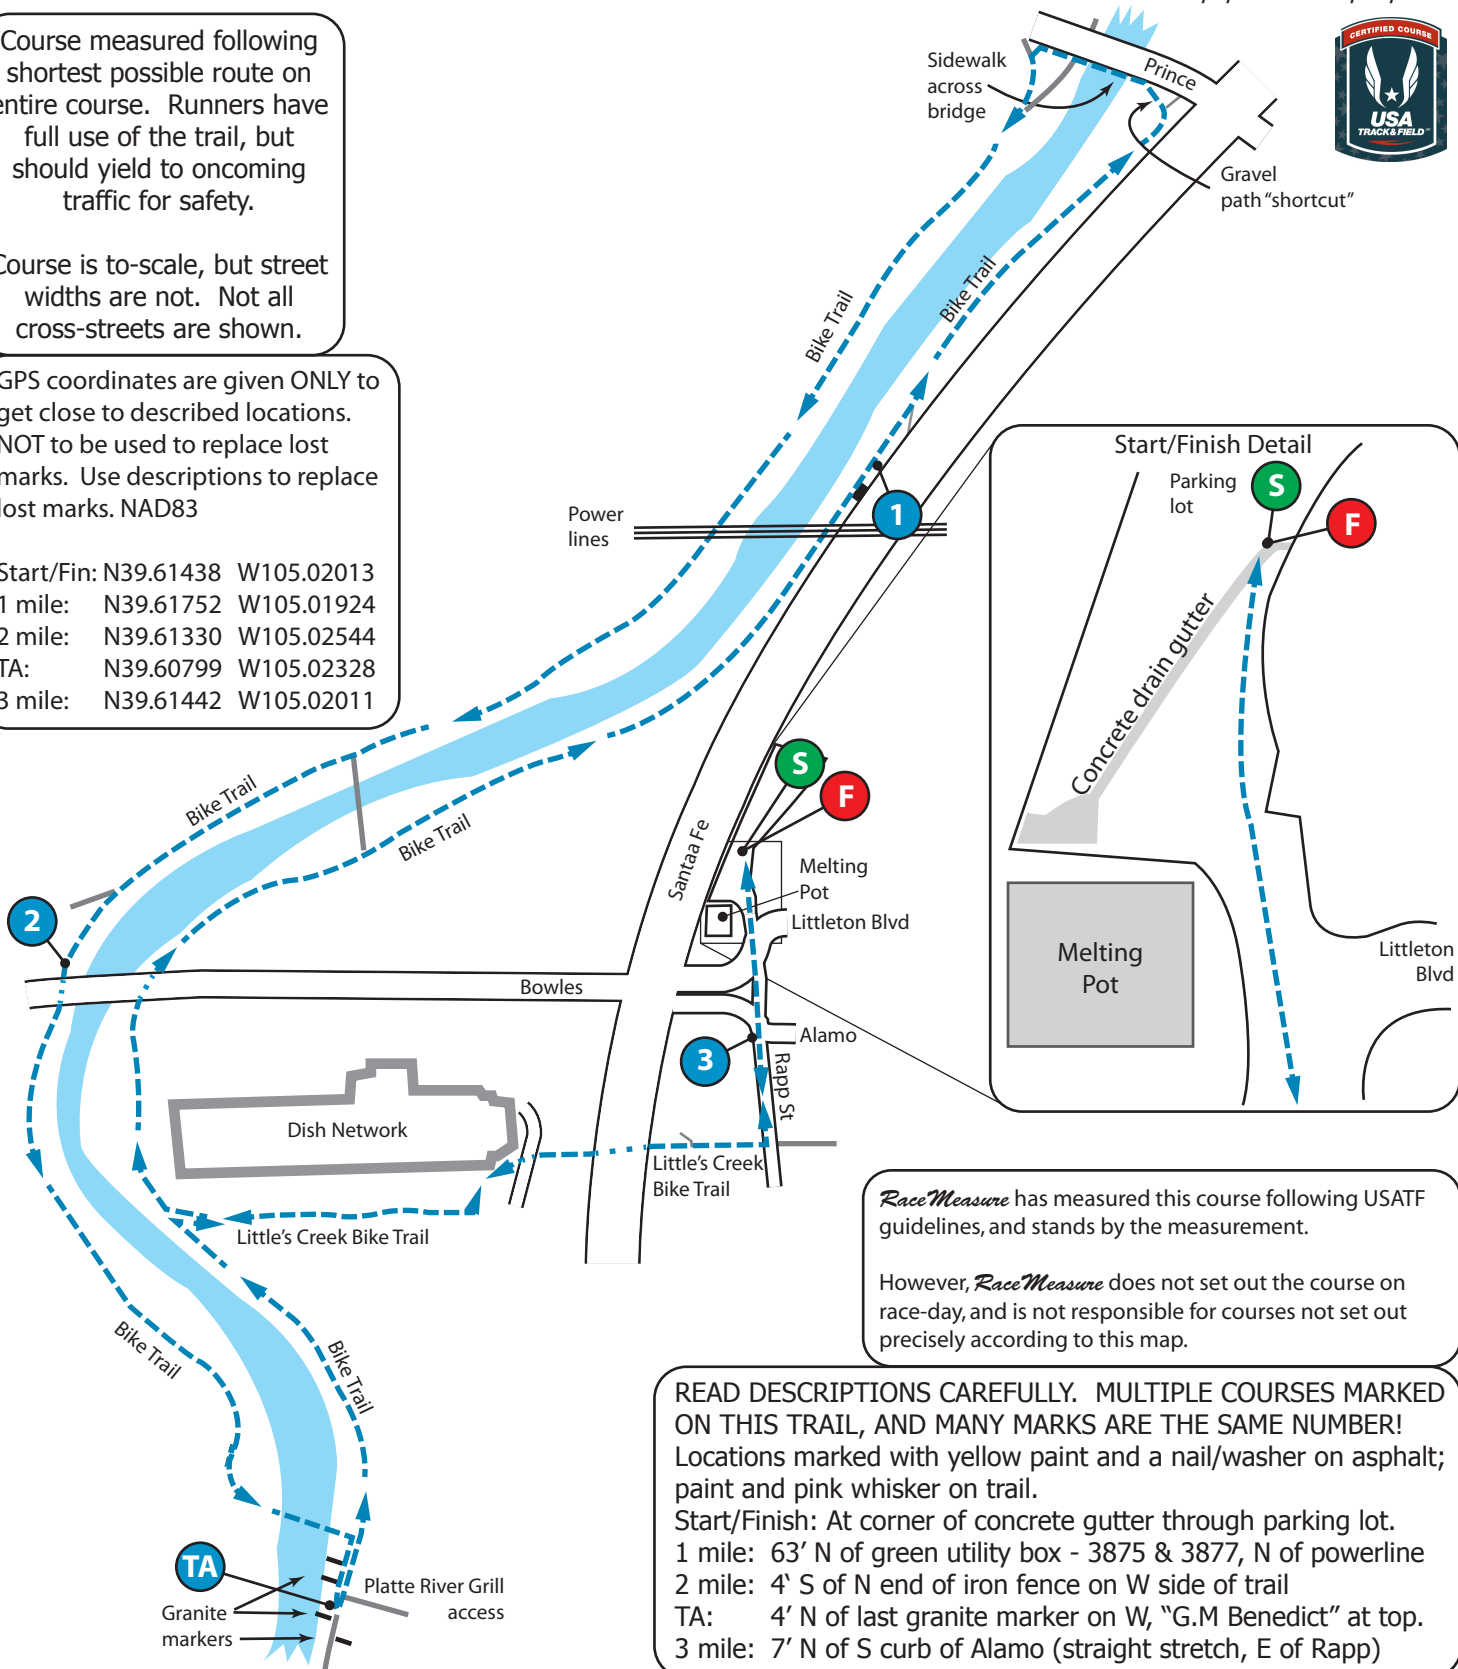 Course measured following
shortest possible route on
entire course. Runners have
full use of the trail, but
should yield to oncoming
traffic for safety.
Course is to-scale, but street
widths are not. Not all
cross-streets are shown.
GPS coordinates are given ONLY to
get close to described locations.
NOT to be used to replace lost
marks. Use descriptions to replace
lost marks. NAD83
Start/Fin: N39.61438 W105.02013
1 mile: N39.61752 W105.01924
2 mile: N39.61330 W105.02544
TA: N39.60799 W105.02328
3 mile: N39.61442 W105.02011
Sidewalk
across
bridge
Prince
CERTIFIED COURSE
USA
TRACK & FIELD
Gravel
path “shortcut”
Bike Trail
Bike Trail
Power
lines
1
Start/Finish Detail
Parking
lot
S
F
Concrete drain gutter
Melting
Pot
Littleton
Blvd
S
F
Santaa Fe
Melting
Pot
Littleton Blvd
Bike Trail
Bike Trail
2
Bowles
Alamo
3
Rapp St
Dish Network
Little's Creek
Bike Trail
Little's Creek Bike Trail
Bike Trail
Bike Trail
TA
Granite
markers
Platte River Grill
access
RaceMeasure has measured this course following USATF
guidelines, and stands by the measurement.
However, RaceMeasure does not set out the course on
race-day, and is not responsible for courses not set out
precisely according to this map.
READ DESCRIPTIONS CAREFULLY. MULTIPLE COURSES MARKED
ON THIS TRAIL, AND MANY MARKS ARE THE SAME NUMBER!
Locations marked with yellow paint and a nail/washer on asphalt;
paint and pink whisker on trail.
Start/Finish: At corner of concrete gutter through parking lot.
1 mile: 63’ N of green utility box - 3875 & 3877, N of powerline
2 mile: 4‘ S of N end of iron fence on W side of trail
TA: 4’ N of last granite marker on W, “G.M Benedict” at top.
3 mile: 7’ N of S curb of Alamo (straight stretch, E of Rapp)